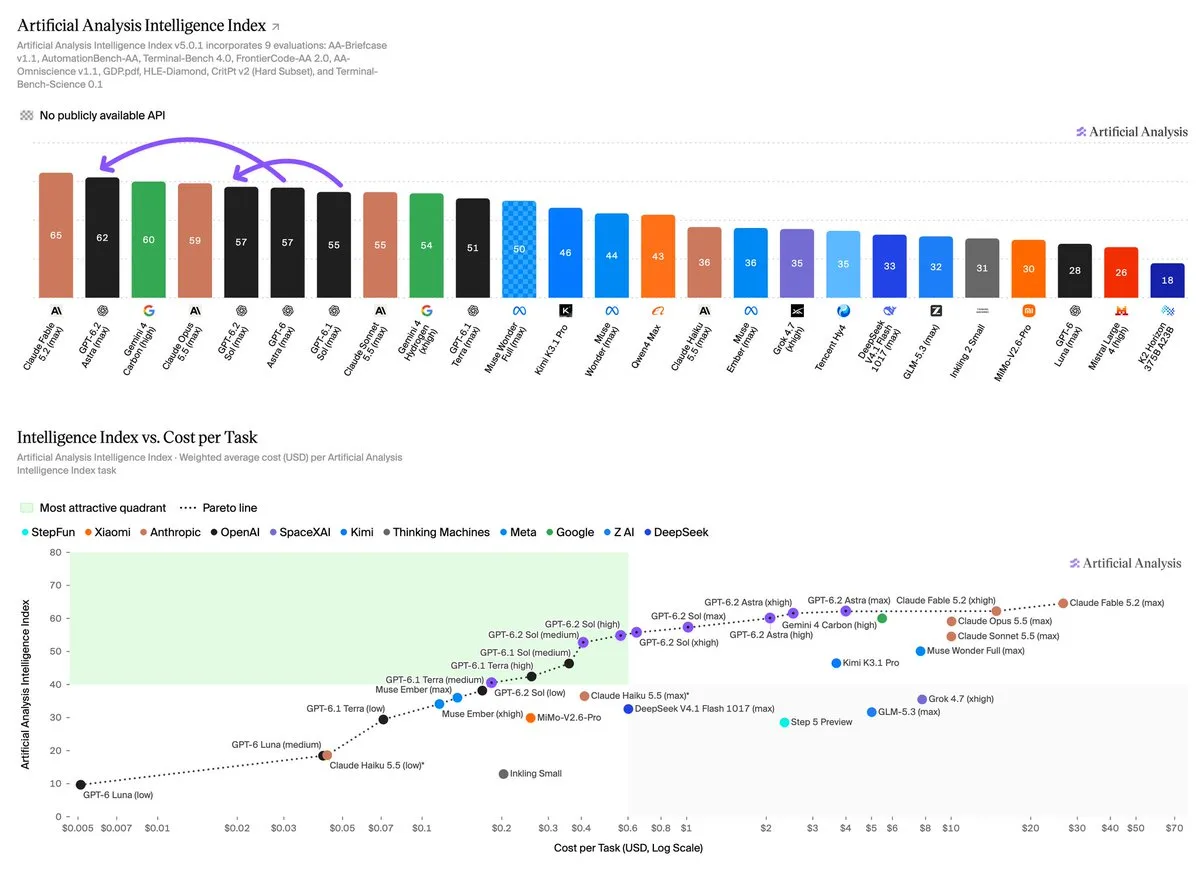 Artificial Analysis Intelligence Index ↗
Artificial Analysis Intelligence Index v5.0.1 incorporates 9 evaluations: AA-Briefcase
v1.1, AutomationBench-AA, Terminal-Bench 4.0, FrontierCode-AA 2.0, AA-
Omniscience v1.1, GDP.pdf, HLE-Diamond, CritPt v2 (Hard Subset), and Terminal-
Bench-Science 0.1
No publicly available API
Artificial Analysis
65
62
60
59
57
57
55
55
54
51
50
46
44
43
36
36
35
35
33
32
31
30
28
26
18
Claude Fable
5.2 (max)
GPT-6.2
Astra (max)
Gemini 4
Carbon (high)
Claude Opus
5.5 (max)
GPT-6.2
Sol (max)
GPT-6
Astra (max)
GPT-6.1
Sol (max)
Claude Sonnet
5.5 (max)
Gemini 4
Hydrogen
(xhigh)
GPT-6.1
Terra (max)
Muse Wonder
Full (max)
Kimi K3.1 Pro
Muse
Wonder (max)
Qwen4 Max
Claude Haiku
5.5 (max)
Muse
Ember (max)
Grok 4.7
(xhigh)
Tencent Hy4
DeepSeek
V4.1 Flash
1017 (max)
GLM-5.3 (max)
Inkling 2 Small
MiMo-V2.6-Pro
GPT-6
Luna (max)
Mistral Large
4 (high)
K2 Horizon
375B A23B
Intelligence Index vs. Cost per Task
Artificial Analysis Intelligence Index · Weighted average cost (USD) per Artificial Analysis
Intelligence Index task
Most attractive quadrant
Pareto line
StepFun
Xiaomi
Anthropic
OpenAI
SpaceXAI
Kimi
Thinking Machines
Meta
Google
Z AI
DeepSeek
Artificial Analysis
Artificial Analysis Intelligence Index
80
70
60
50
40
30
20
10
0
GPT-6.2 Astra (xhigh)
GPT-6.2 Astra (max)
Claude Fable 5.2 (xhigh)
Claude Fable 5.2 (max)
GPT-6.2 Sol (max)
GPT-6.2 Sol (high)
Gemini 4 Carbon (high)
Claude Opus 5.5 (max)
GPT-6.2 Sol (medium)
GPT-6.2 Astra (high)
Claude Sonnet 5.5 (max)
GPT-6.2 Sol (xhigh)
GPT-6.1 Sol (medium)
Muse Wonder Full (max)
GPT-6.1 Terra (high)
Kimi K3.1 Pro
GPT-6.1 Terra (medium)
Muse Ember (max)
GPT-6.2 Sol (low)
Claude Haiku 5.5 (max)*
Grok 4.7 (xhigh)
GPT-6.1 Terra (low)
DeepSeek V4.1 Flash 1017 (max)
GLM-5.3 (max)
Muse Ember (xhigh)
MiMo-V2.6-Pro
Step 5 Preview
GPT-6 Luna (medium)
Claude Haiku 5.5 (low)*
Inkling Small
GPT-6 Luna (low)
$0.005
$0.007
$0.01
$0.02
$0.03
$0.05
$0.07
$0.1
$0.2
$0.3
$0.4
$0.6
$0.8
$1
$2
$3
$4
$5
$6
$8
$10
$20
$30
$40
$50
$70
Cost per Task (USD, Log Scale)